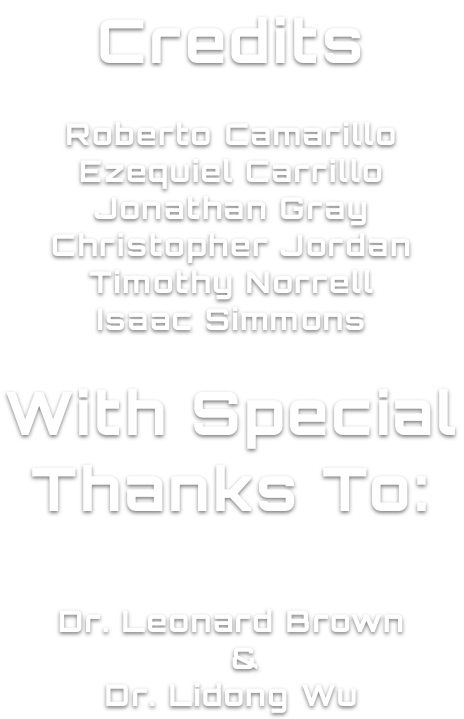 Credits
Roberto Camarillo
Ezequiel Carrillo
Jonathan Gray
Christopher Jordan
Timothy Norrell
Isaac Simmons
With Special
Thanks To:
Dr. Leonard Brown
&
Dr. Lidong Wu